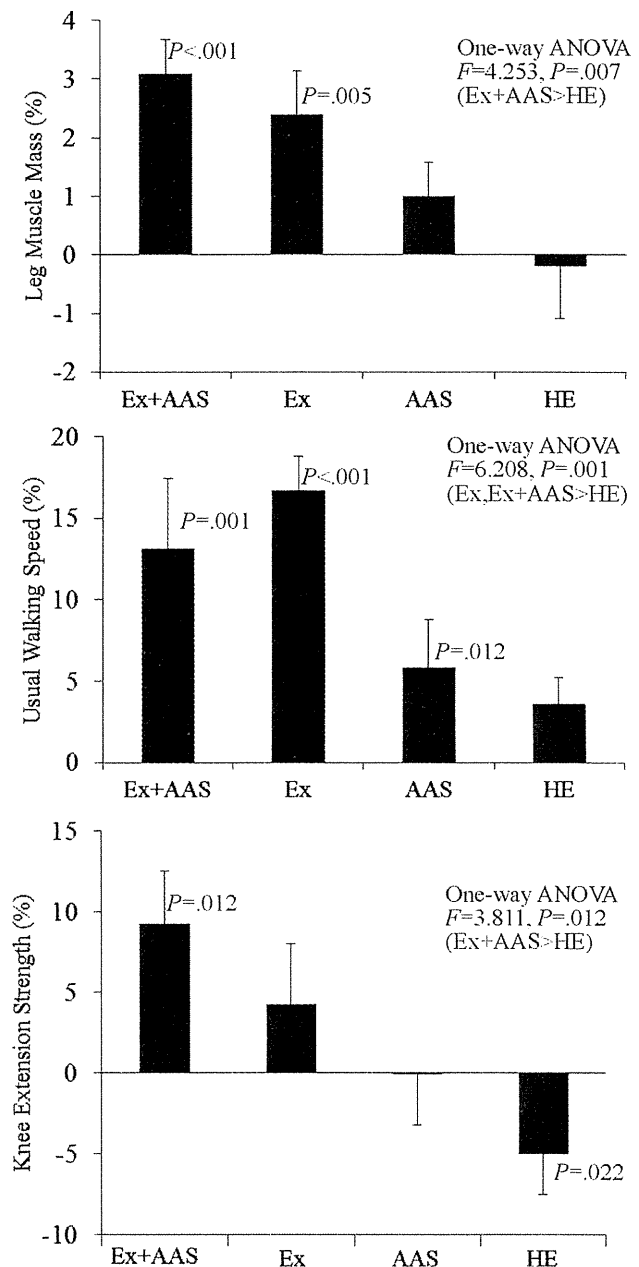 4
3
2
1
0
-1
-2
Leg Muscle Mass (%)
P<.001
P=.005
One-way ANOVA
F=4.253, P=.007
(Ex+AAS>HE)
Ex+AAS Ex AAS HE
20
15
10
5
0
Usual Walking Speed (%)
P=.001
P<.001
P=.012
One-way ANOVA
F=6.208, P=.001
(Ex,Ex+AAS>HE)
Ex+AAS Ex AAS HE
15
10
5
0
-5
-10
Knee Extension Strength (%)
P=.012
One-way ANOVA
F=3.811, P=.012
(Ex+AAS>HE)
P=.022
Ex+AAS Ex AAS HE